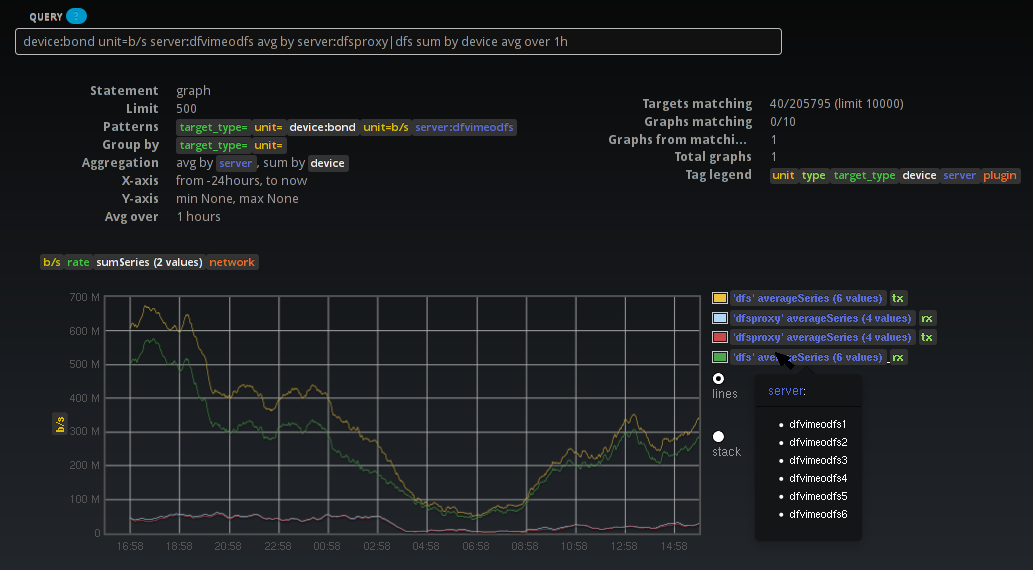 QUERY ?
device:bond unit=b/s server:dfvimeodfs avg by server:dfsproxy|dfs sum by device avg over 1h
Statement graph
Limit 500
Patterns target_type= unit= device:bond unit=b/s server:dfvimeodfs
Group by target_type= unit=
Aggregation avg by server, sum by device
X-axis from -24hours, to now
Y-axis min None, max None
Avg over 1 hours
Targets matching 40/205795 (limit 10000)
Graphs matching 0/10
Graphs from matchi... 1
Total graphs 1
Tag legend unit type target_type device server plugin
b/s rate sumSeries (2 values) network
b/s
700 M
600 M
500 M
400 M
300 M
200 M
100 M
0
16:58 18:58 20:58 22:58 00:58 02:58 04:58 06:58 08:58 10:58 12:58 14:58
'dfs' averageSeries (6 values) tx
'dfsproxy' averageSeries (4 values) rx
'dfsproxy' averageSeries (4 values) tx
'dfs' averageSeries (6 values) rx
lines
stack
server:
dfvimeodfs1
dfvimeodfs2
dfvimeodfs3
dfvimeodfs4
dfvimeodfs5
dfvimeodfs6